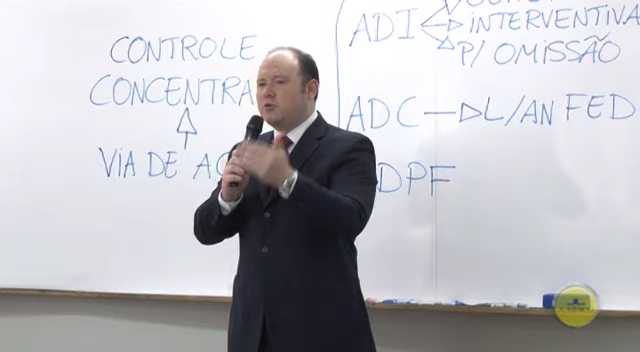 CONTROLE
CONCENTRA
VIA DE
ADI
INTERVENTIVA
P/ OMISSÃO
ADC L/AN FED
DPF